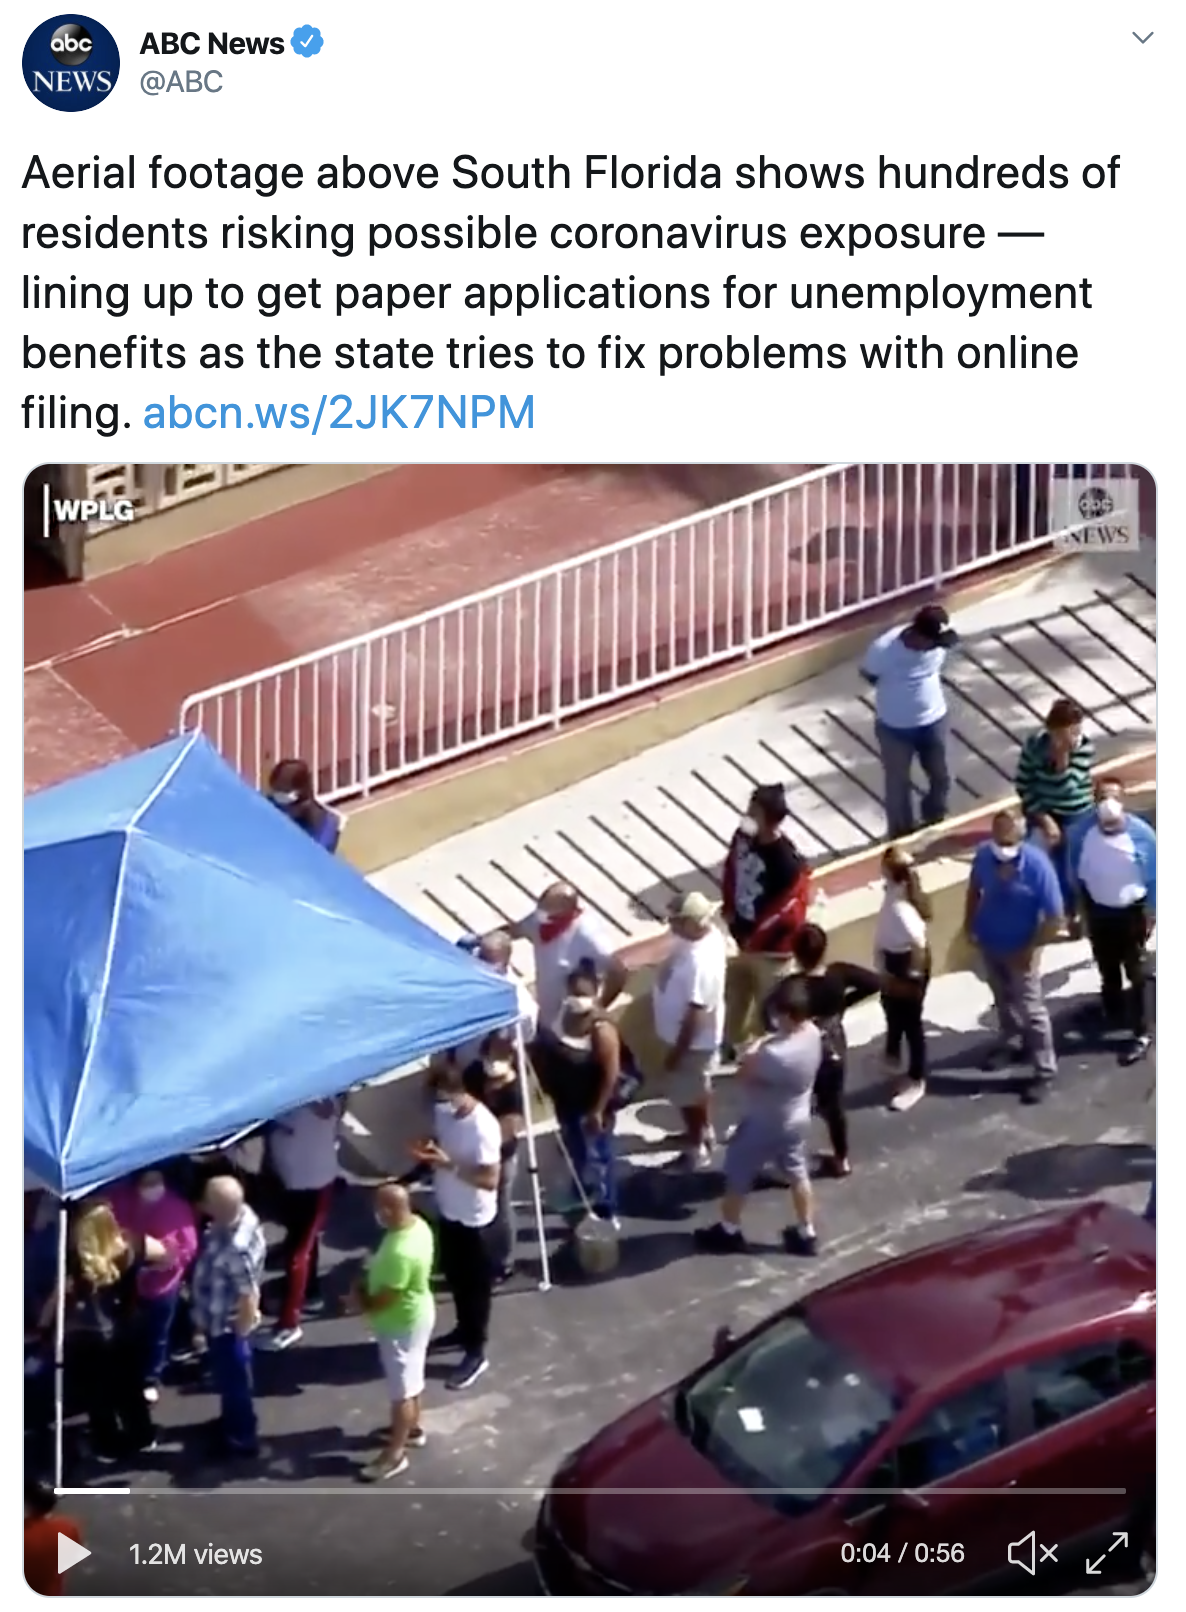 abc
NEWS
ABC News
@ABC
Aerial footage above South Florida shows hundreds of
residents risking possible coronavirus exposure —
lining up to get paper applications for unemployment
benefits as the state tries to fix problems with online
filing. abcn.ws/2JK7NPM
WPLG
abc
NEWS
1.2M views
0:04 / 0:56